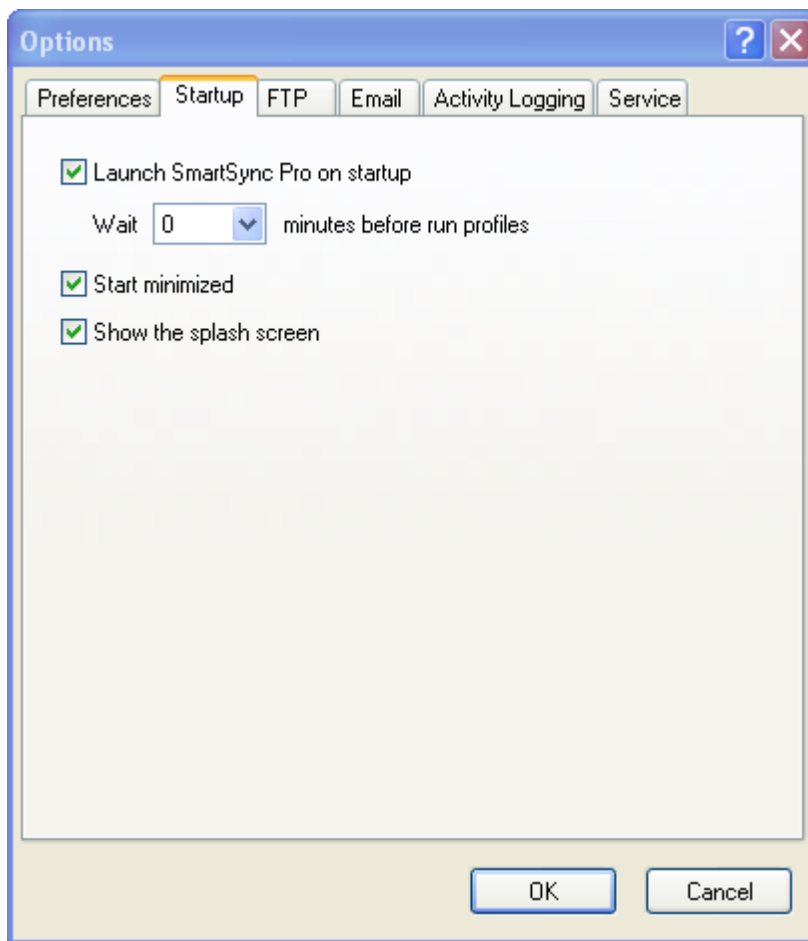 Options
Preferences Startup FTP Email Activity Logging Service
Launch SmartSync Pro on startup
Wait 0 minutes before run profiles
Start minimized
Show the splash screen
OK Cancel